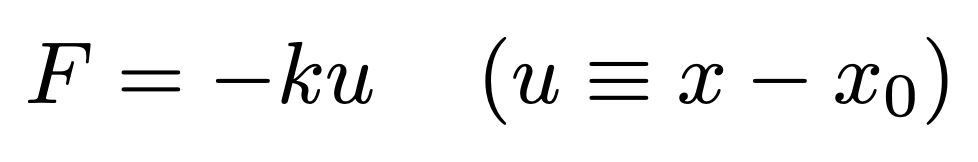 F = −ku (u ≡ x − x₀)